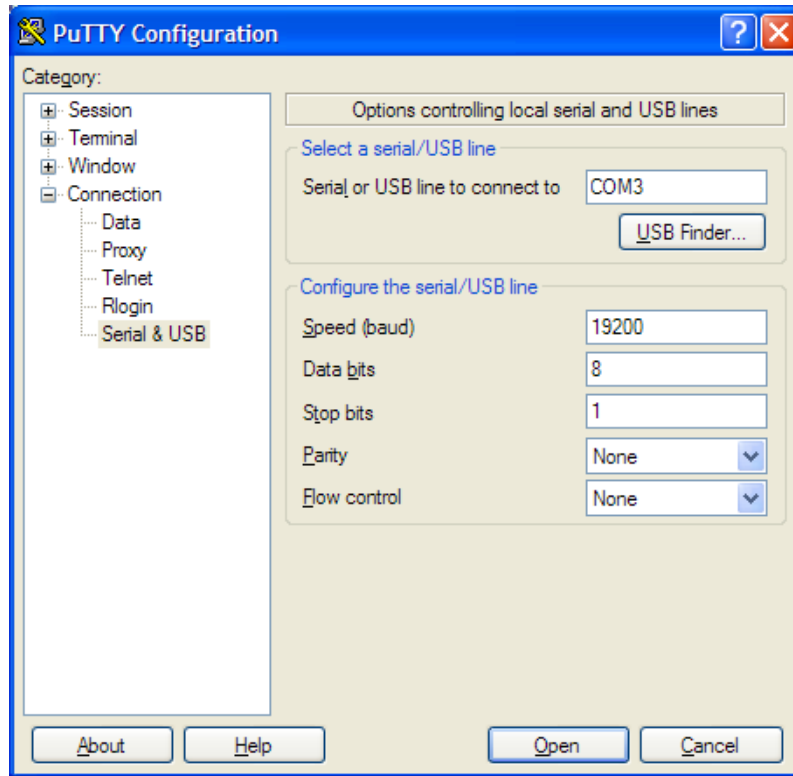 PuTTY Configuration
Category:
Session
Terminal
Window
Connection
Data
Proxy
Telnet
Rlogin
Serial & USB
Options controlling local serial and USB lines
Select a serial/USB line
Serial or USB line to connect to COM3
USB Finder...
Configure the serial/USB line
Speed (baud) 19200
Data bits 8
Stop bits 1
Parity None
Flow control None
About Help Open Cancel